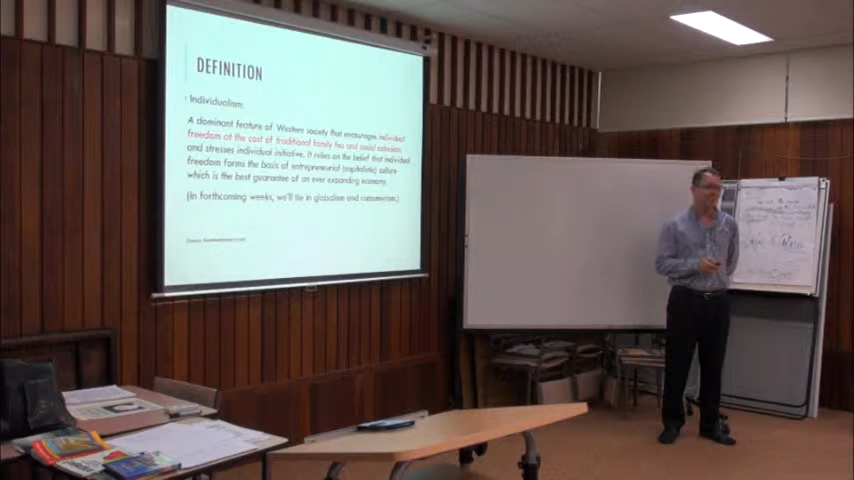 DEFINITION
Individualism:
A dominant feature of Western society that encourages individual
freedom at the cost of traditional family ties and social cohesion,
and stresses individual initiative. It relies on the belief that individual
freedom forms the basis of entrepreneurial (capitalistic) culture
which is the best guarantee of an ever expanding economy.
(In forthcoming weeks, we'll tie in globalism and consumerism.)